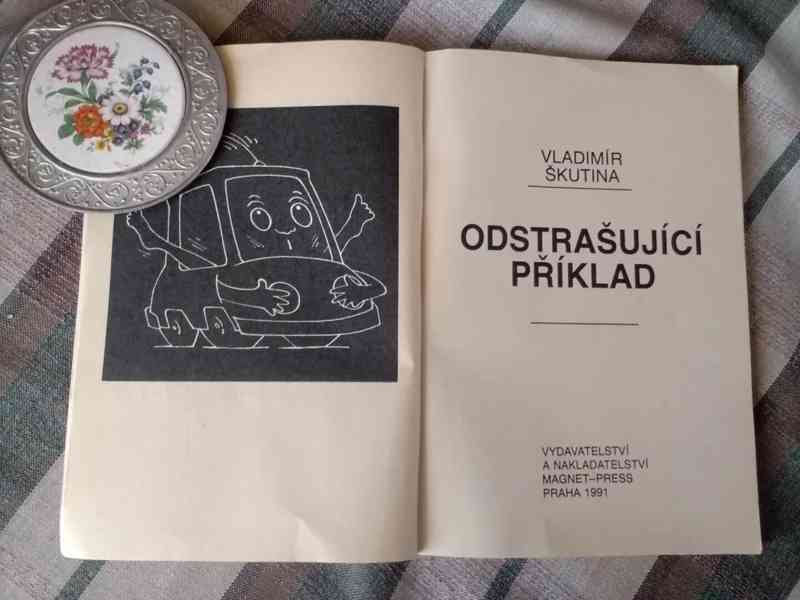 VLADIMÍR
ŠKUTINA
ODSTRAŠUJÍCÍ
PŘÍKLAD
VYDAVATELSTVÍ
A NAKLADATELSTVÍ
MAGNET–PRESS
PRAHA 1991